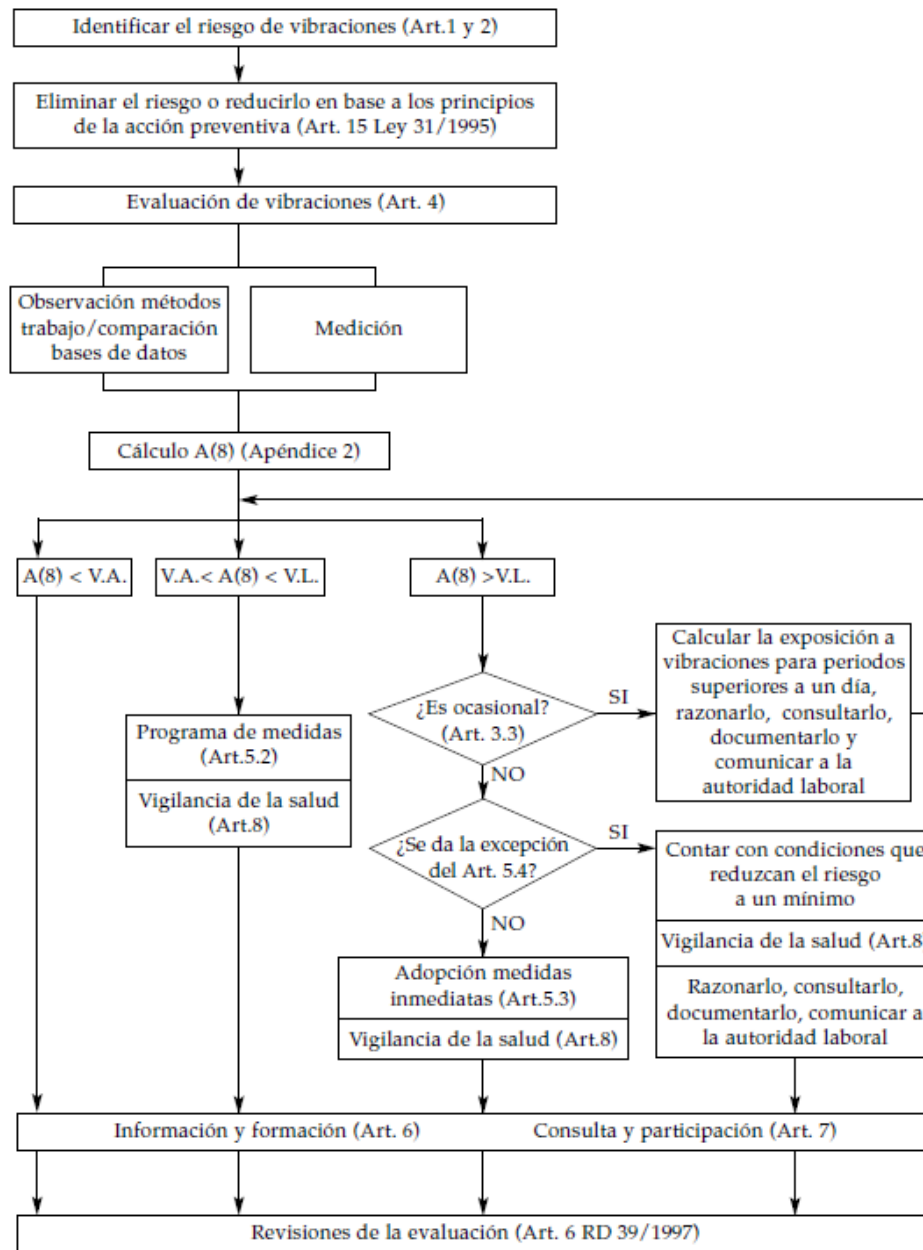 Identificar el riesgo de vibraciones (Art.1 y 2)
Eliminar el riesgo o reducirlo en base a los principios
de la acción preventiva (Art. 15 Ley 31/1995)
Evaluación de vibraciones (Art. 4)
Observación métodos
trabajo/comparación
bases de datos
Medición
Cálculo A(8) (Apéndice 2)
A(8) < V.A.
V.A.< A(8) < V.L.
A(8) >V.L.
Programa de medidas
(Art.5.2)
Vigilancia de la salud
(Art.8)
¿Es ocasional?
(Art. 3.3)
SI
Calcular la exposición a
vibraciones para periodos
superiores a un día,
razonarlo, consultarlo,
documentarlo y
comunicar a la
autoridad laboral
NO
¿Se da la excepción
del Art. 5.4?
SI
Contar con condiciones que
reduzcan el riesgo
a un mínimo
Vigilancia de la salud (Art.8
Razonarlo, consultarlo,
documentarlo, comunicar a
la autoridad laboral
NO
Adopción medidas
inmediatas (Art.5.3)
Vigilancia de la salud (Art.8)
Información y formación (Art. 6)
Consulta y participación (Art. 7)
Revisiones de la evaluación (Art. 6 RD 39/1997)